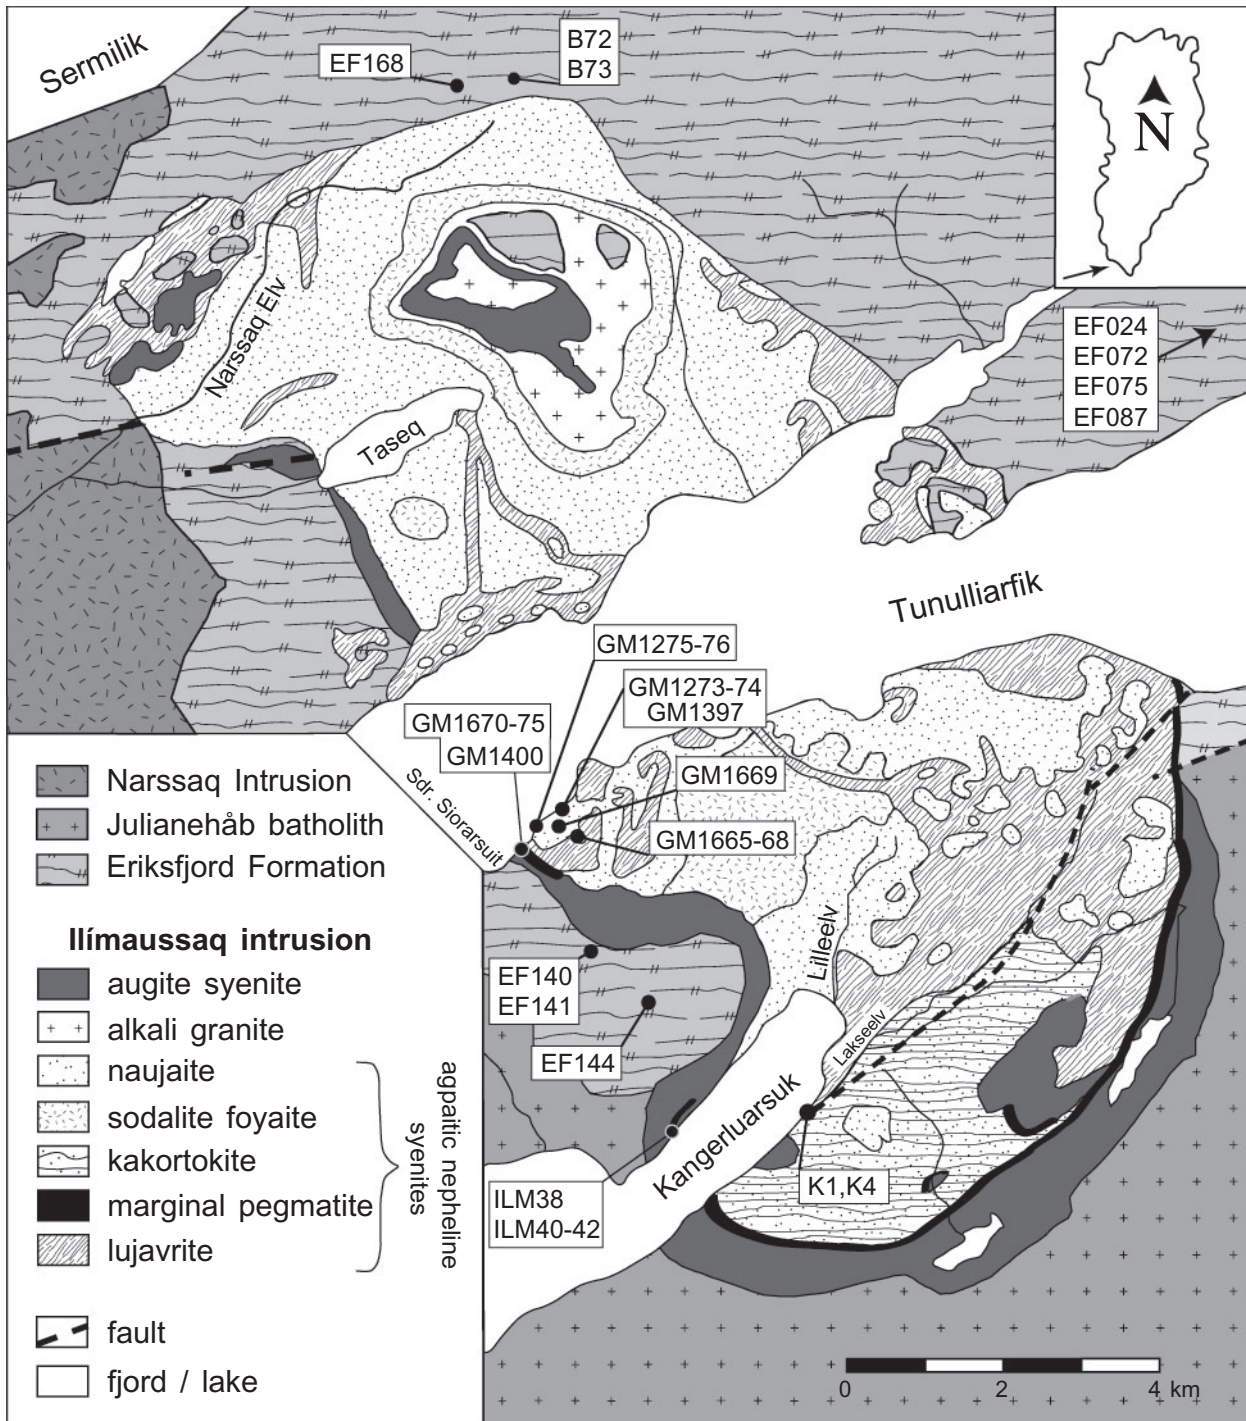 Sermilik
EF168
B72
B73
N
EF024
EF072
EF075
EF087
Narssaq Elv
Taseq
Tunulliarfik
GM1275-76
GM1273-74
GM1397
GM1670-75
GM1400
GM1669
GM1665-68
Sdr. Siorarsuit
Lilleelv
Lakseelv
EF140
EF141
EF144
Kangerluarsuk
K1,K4
ILM38
ILM40-42
Narssaq Intrusion
Julianehåb batholith
Eriksfjord Formation
Ilímaussaq intrusion
augite syenite
alkali granite
naujaite
sodalite foyaite
kakortokite
marginal pegmatite
lujavrite
agpaitic nepheline
syenites
fault
fjord / lake
0 2 4 km